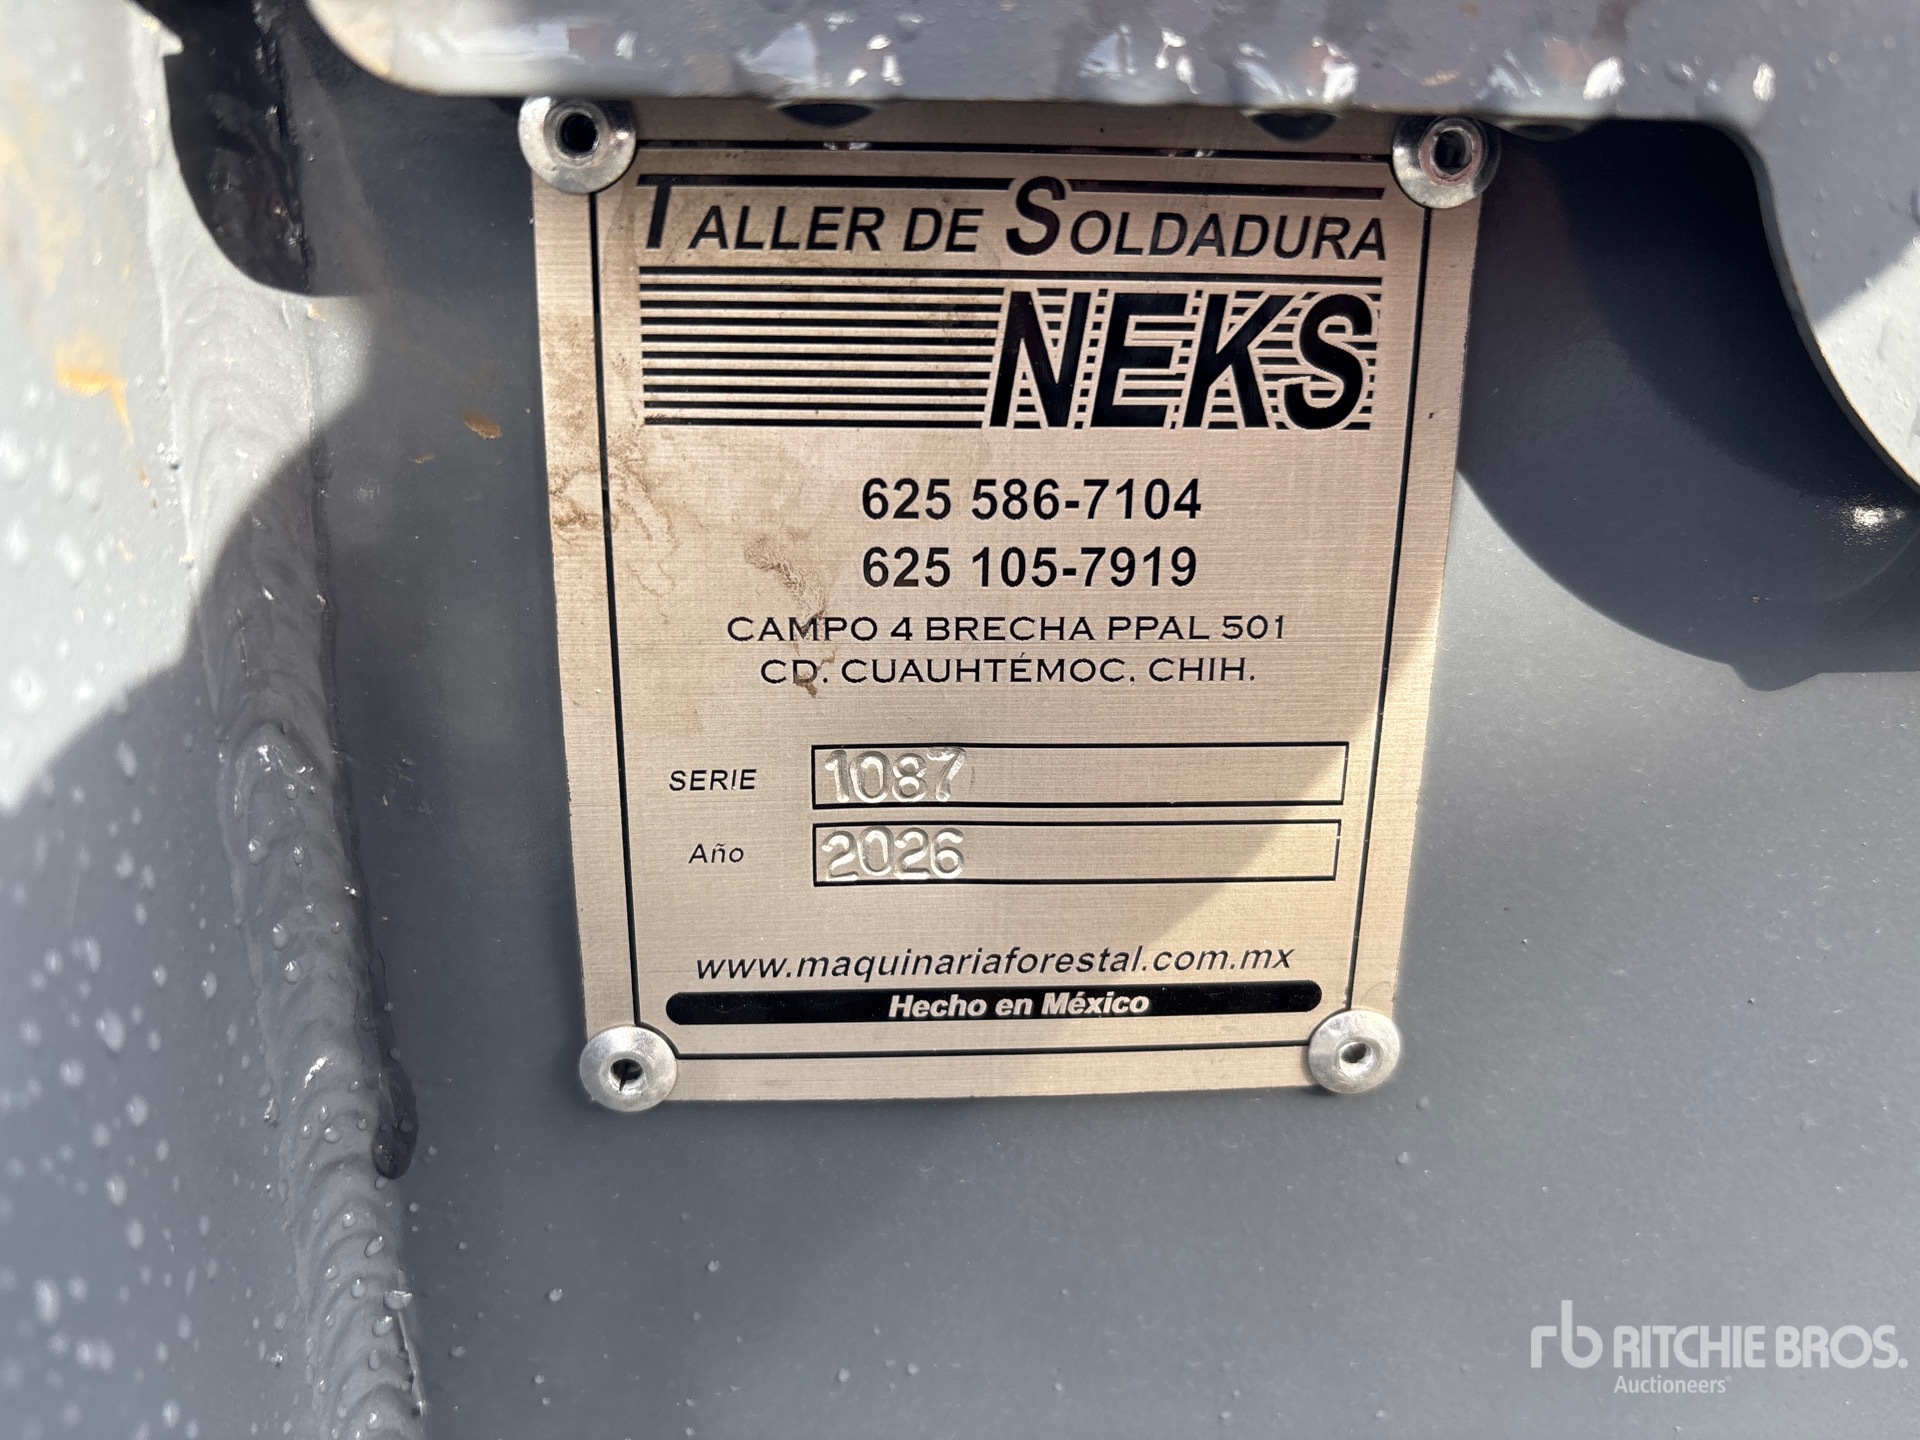 TALLER DE SOLDADURA
NEKS
625 586-7104
625 105-7919
CAMPO 4 BRECHA PPAL 501
CD. CUAUHTÉMOC, CHIH.
SERIE 1087
Año 2026
www.maquinariaforestal.com.mx
Hecho en México
rb RITCHIE BROS.
Auctioneers